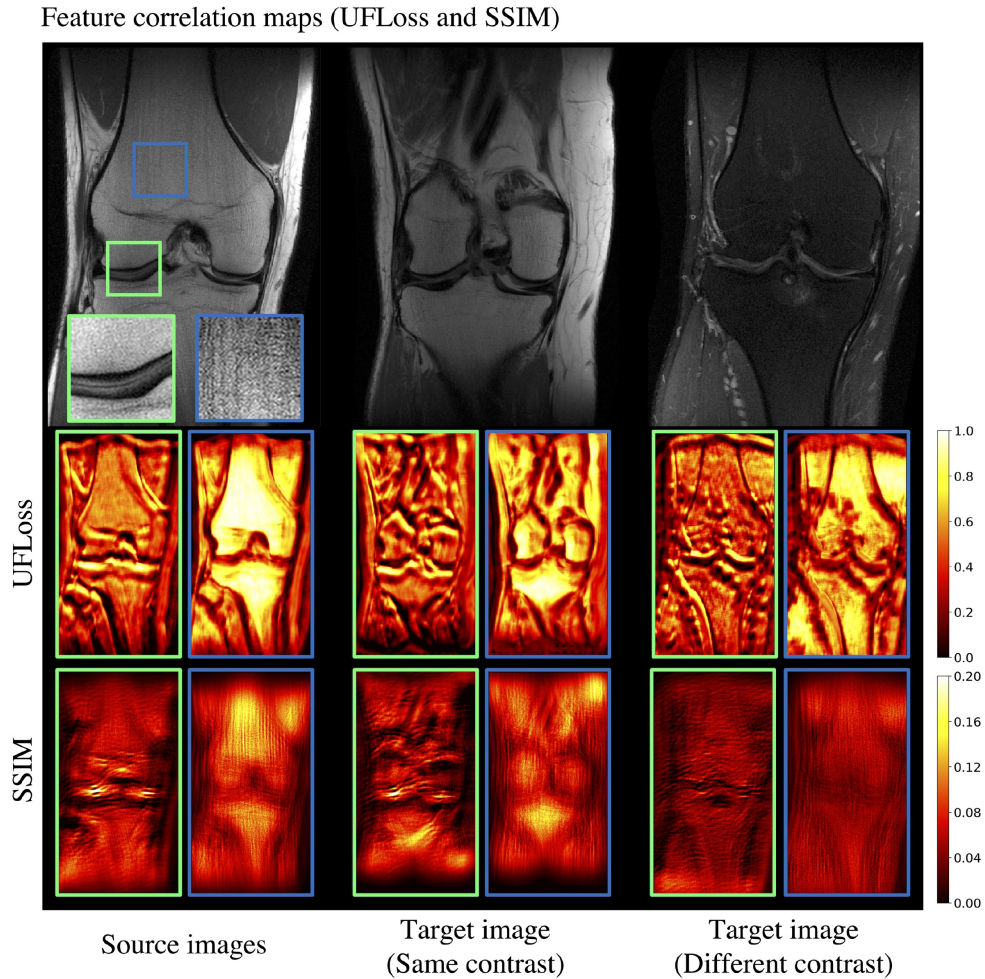 Feature correlation maps (UFLoss and SSIM)
UFLoss
1.0
0.8
0.6
0.4
0.2
0.0
SSIM
0.20
0.16
0.12
0.08
0.04
0.00
Source images
Target image
(Same contrast)
Target image
(Different contrast)